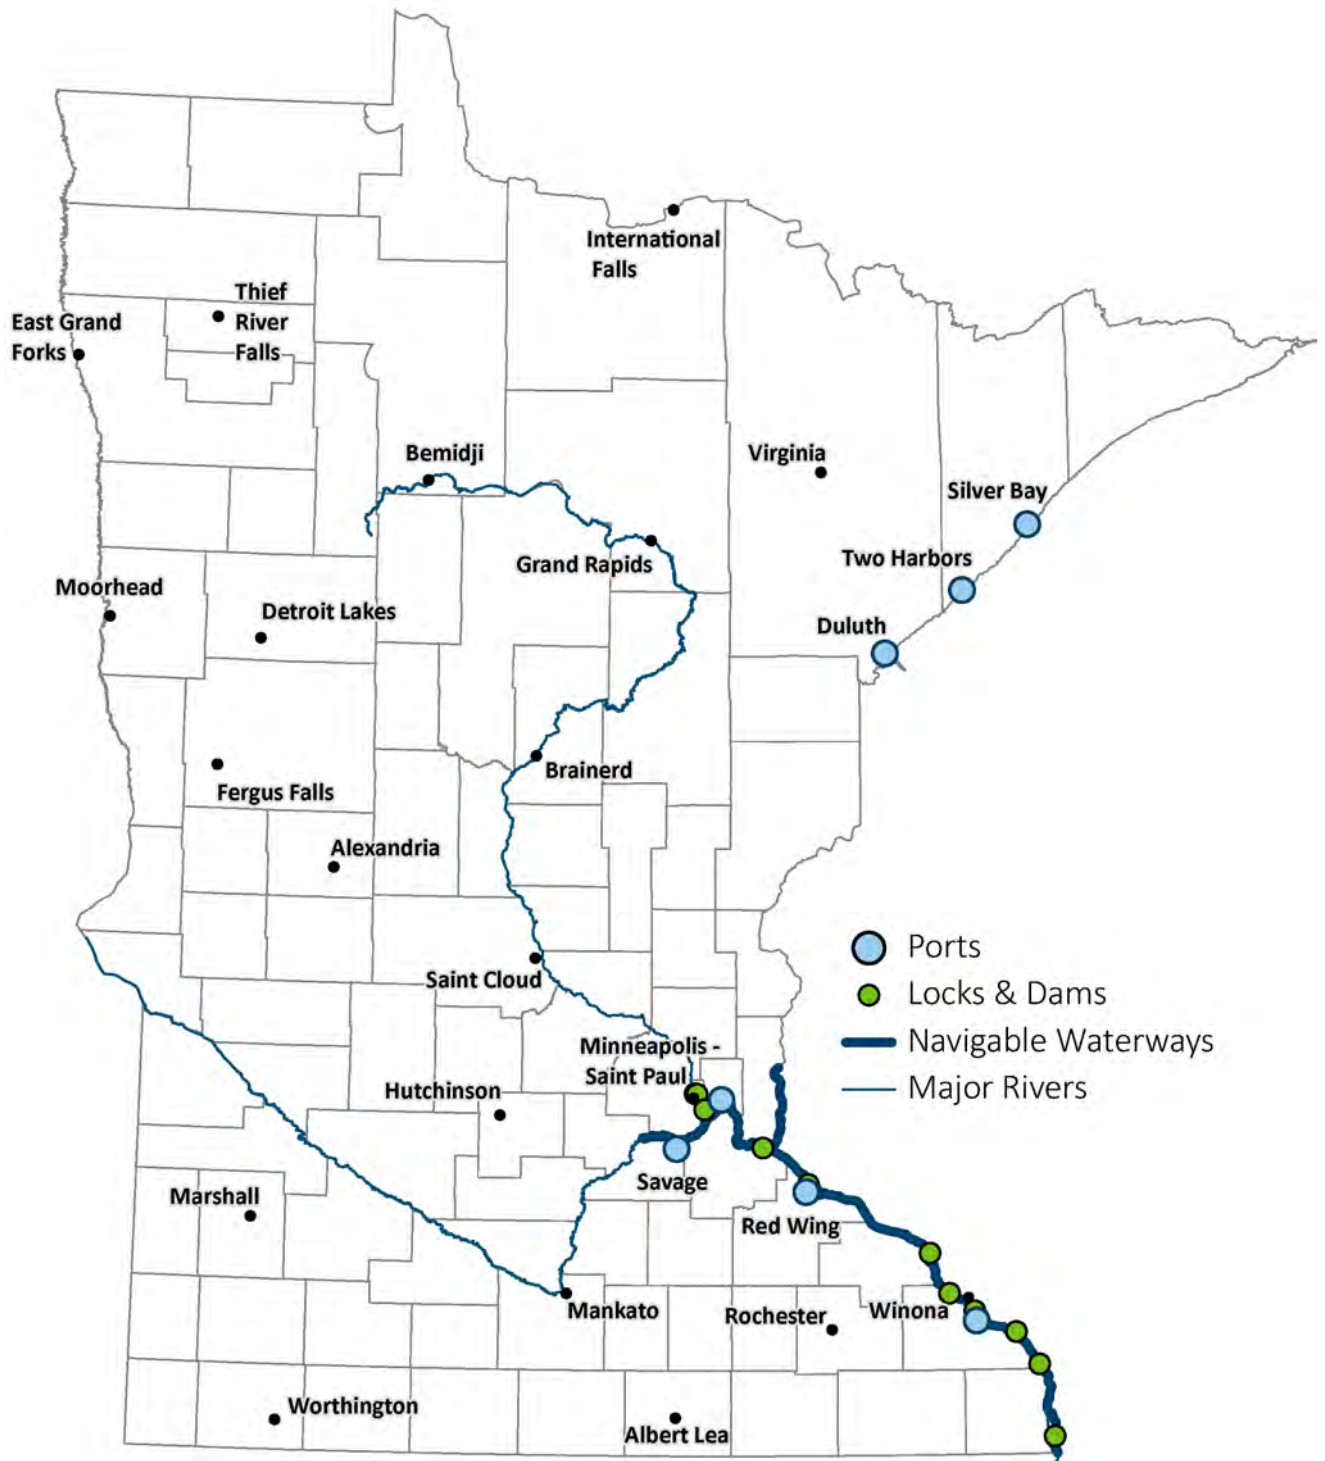 International
Falls
Thief
River
Falls
East Grand
Forks
Bemidji
Virginia
Silver Bay
Grand Rapids
Two Harbors
Moorhead
Detroit Lakes
Duluth
Brainerd
Fergus Falls
Alexandria
Ports
Saint Cloud
Locks & Dams
Navigable Waterways
Minneapolis -
Saint Paul
Major Rivers
Hutchinson
Savage
Marshall
Red Wing
Mankato
Rochester
Winona
Worthington
Albert Lea